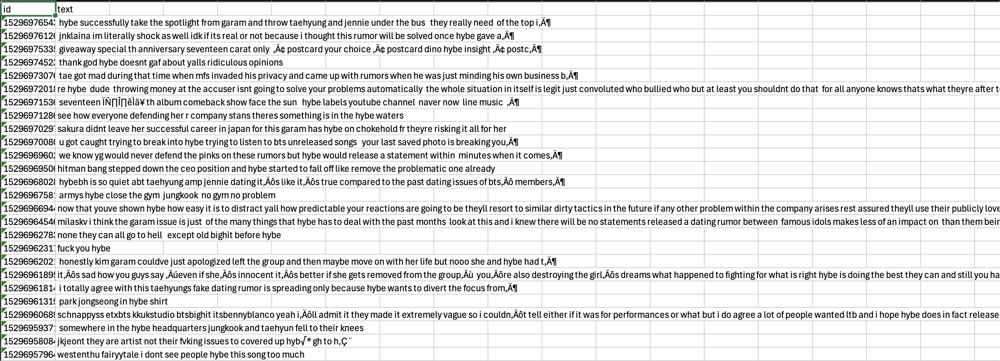 id text
15296976543 hybe successfully take the spotlight from garam and throw taehyung and jennie under the bus they really need of the top i‚Ä¶
15296976126 jnklaina im literally shock as well idk if its real or not because i thought this rumor will be solved once hybe gave a‚Ä¶
15296975335 giveaway special th anniversary seventeen carat only ‚Ä¢ postcard your choice ‚Ä¢ postcard dino hybe insight ‚Ä¢ postc‚Ä¶
15296974523 thank god hybe doesnt gaf about yalls ridiculous opinions
15296973076 tae got mad during that time when mfs invaded his privacy and came up with rumors when he was just minding his own business b‚Ä¶
15296972018 re hybe dude throwing money at the accuser isnt going to solve your problems automatically the whole situation in itself is legit just convoluted who bullied who but at least you shouldnt do that for all anyone knows thats what theyre after
15296971536 seventeen ÏÑ∏Î∏êÌã¥ th album comeback show face the sun hybe labels youtube channel naver now line music ‚Ä¶
15296971286 see how everyone defending her r company stans theres something is in the hybe waters
15296970297 sakura didnt leave her successful career in japan for this garam has hybe on chokehold fr theyre risking it all for her
15296970080 u got caught trying to break into hybe trying to listen to bts unreleased songs your last saved photo is breaking you‚Ä¶
15296969602 we know yg would never defend the pinks on these rumors but hybe would release a statement within minutes when it comes‚Ä¶
15296969506 hitman bang stepped down the ceo position and hybe started to fall off like remove the problematic one already
15296968028 hybebh is so quiet abt taehyung amp jennie dating it‚Äôs like it‚Äôs true compared to the past dating issues of bts‚Äô members‚Ä¶
15296967581 armys hybe close the gym jungkook no gym no problem
15296966944 now that youve shown hybe how easy it is to distract yall how predictable your reactions are going to be theyll resort to similar dirty tactics in the future if any other problem within the company arises rest assured theyll use their publicly love
15296964546 milaskv i think the garam issue is just of the many things that hybe has to deal with the past months look at this and i knew there will be no statements released a dating rumor between famous idols makes less of an impact on than them bein
15296962783 none they can all go to hell except old bighit before hybe
15296962317 fuck you hybe
15296962021 honestly kim garam couldve just apologized left the group and then maybe move on with her life but nooo she and hybe had t‚Ä¶
15296961895 it‚Äôs sad how you guys say ‚Äúeven if she‚Äôs innocent it‚Äôs better if she gets removed from the group‚Äù you‚Äôre also destroying the girl‚Äôs dreams what happened to fighting for what is right hybe is doing the best they can and still you ha
15296961814 i totally agree with this taehyungs fake dating rumor is spreading only because hybe wants to divert the focus from‚Ä¶
15296961319 park jongseong in hybe shirt
15296960689 schnappyss etxbts kkukstudio btsbighit itsbennyblanco yeah i‚Äôll admit it they made it extremely vague so i couldn‚Äôt tell either if it was for performances or what but i do agree a lot of people wanted ltb and i hope hybe does in fact release
15296959371 somewhere in the hybe headquarters jungkook and taehyun fell to their knees
15296958084 jkjeont they are artist not their fvking issues to covered up hyb√® gh to h‚Ç¨
15296957964 westenthu fairyytale i dont see people hybe this song too much